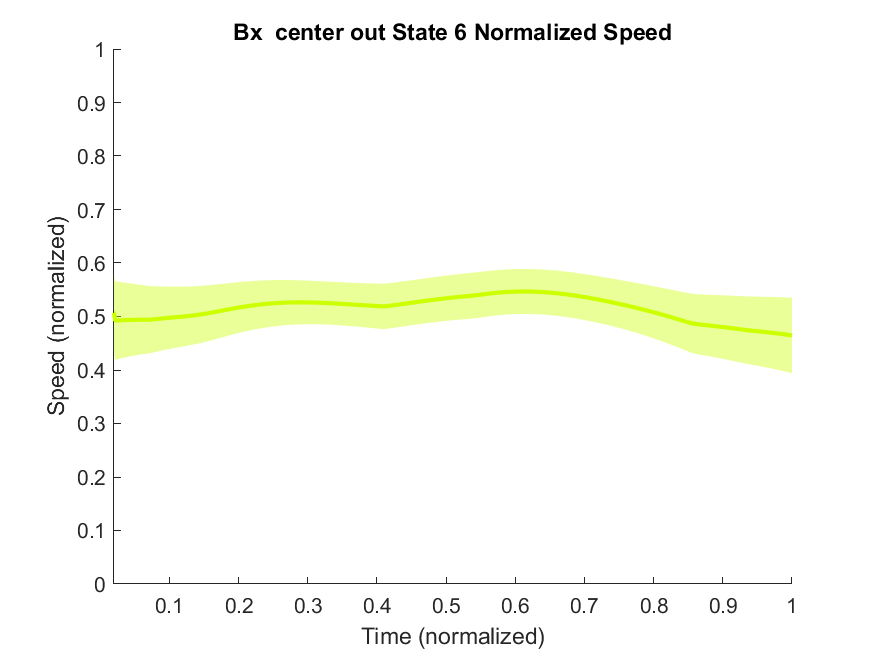 Bx  center out State 6 Normalized Speed
1
0.9
0.8
0.7
0.6
0.5
0.4
0.3
0.2
0.1
0
Speed (normalized)
0.1 0.2 0.3 0.4 0.5 0.6 0.7 0.8 0.9 1
Time (normalized)